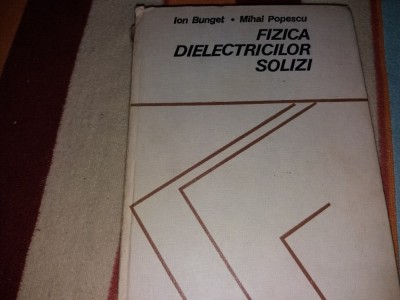 Ion Bunget • Mihai Popescu
FIZICA
DIELECTRICILOR
SOLIZI